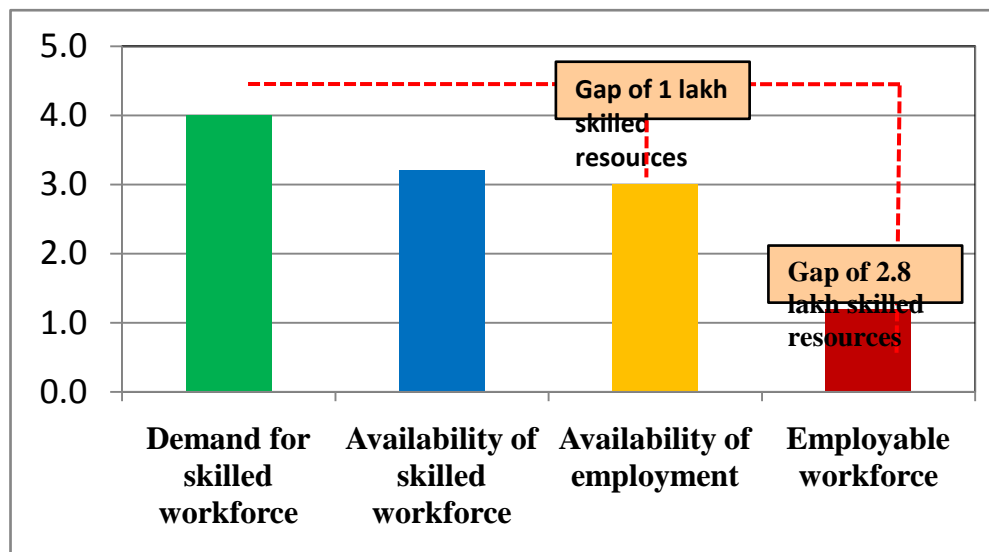 5.0
4.0
3.0
2.0
1.0
0.0
Gap of 1 lakh
skilled
resources
Gap of 2.8
lakh skilled
resources
Demand for
skilled
workforce
Availability of
skilled
workforce
Availability of
employment
Employable
workforce